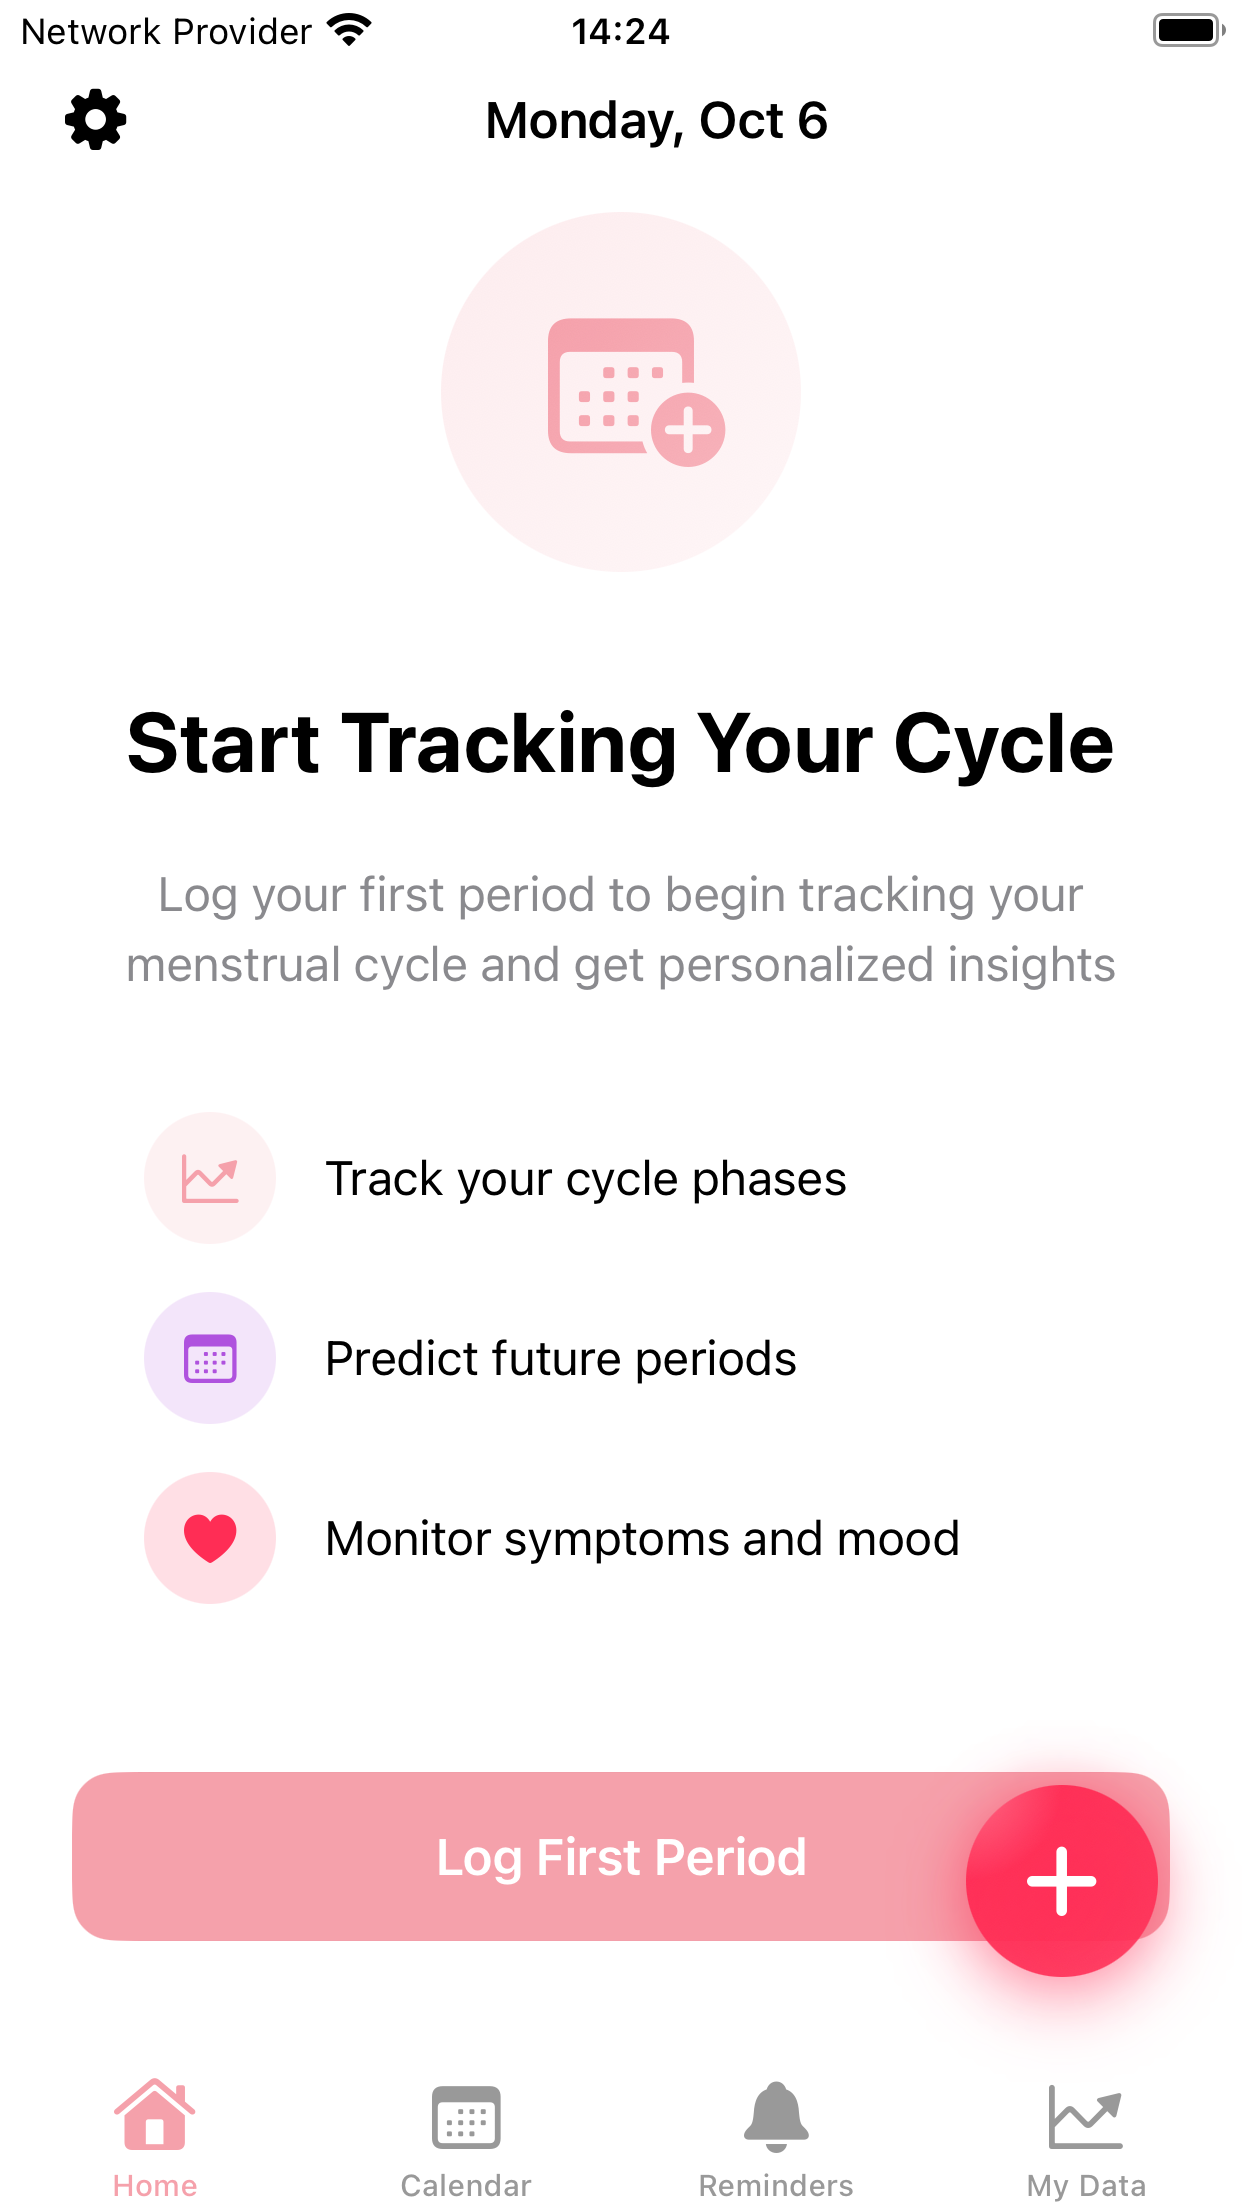 Network Provider 14:24
Monday, Oct 6
Start Tracking Your Cycle
Log your first period to begin tracking your
menstrual cycle and get personalized insights
Track your cycle phases
Predict future periods
Monitor symptoms and mood
Log First Period
Home Calendar Reminders My Data